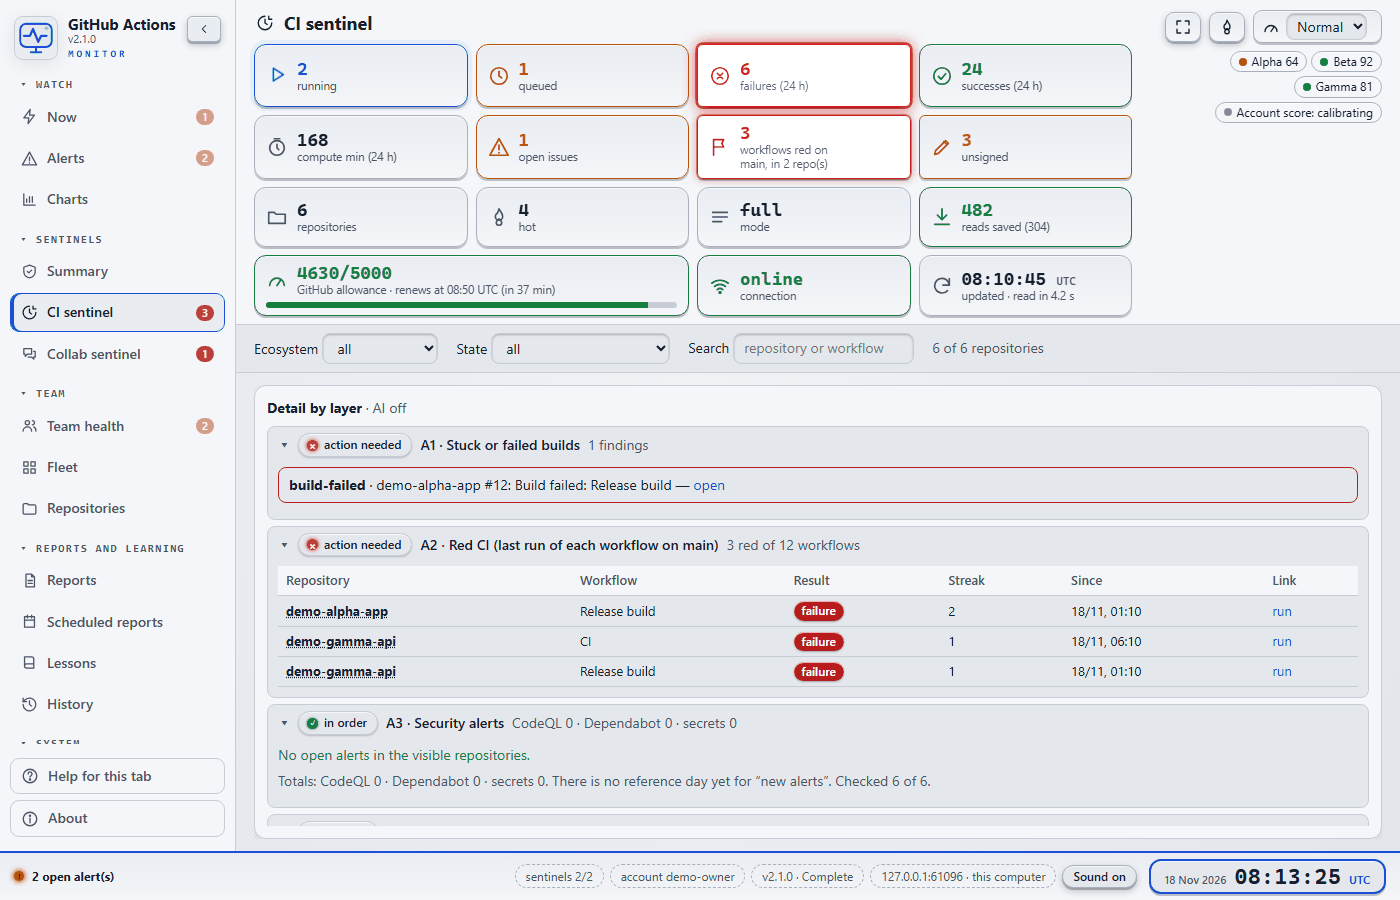 GitHub Actions
v2.1.0
MONITOR
WATCH
Now 1
Alerts 2
Charts
SENTINELS
Summary
CI sentinel 3
Collab sentinel 1
TEAM
Team health 2
Fleet
Repositories
REPORTS AND LEARNING
Reports
Scheduled reports
Lessons
History
SYSTEM
Help for this tab
About
CI sentinel
Normal
Alpha 64
Beta 92
Gamma 81
Account score: calibrating
2
running
1
queued
6
failures (24 h)
24
successes (24 h)
168
compute min (24 h)
1
open issues
3
workflows red on
main, in 2 repo(s)
3
unsigned
6
repositories
4
hot
full
mode
482
reads saved (304)
4630/5000
GitHub allowance · renews at 08:50 UTC (in 37 min)
online
connection
08:10:45 UTC
updated · read in 4.2 s
Ecosystem all State all Search repository or workflow 6 of 6 repositories
Detail by layer · AI off
action needed A1 · Stuck or failed builds 1 findings
build-failed · demo-alpha-app #12: Build failed: Release build — open
action needed A2 · Red CI (last run of each workflow on main) 3 red of 12 workflows
Repository Workflow Result Streak Since Link
demo-alpha-app Release build failure 2 18/11, 01:10 run
demo-gamma-api CI failure 1 18/11, 06:10 run
demo-gamma-api Release build failure 1 18/11, 01:10 run
in order A3 · Security alerts CodeQL 0 · Dependabot 0 · secrets 0
No open alerts in the visible repositories.
Totals: CodeQL 0 · Dependabot 0 · secrets 0. There is no reference day yet for “new alerts”. Checked 6 of 6.
2 open alert(s)
sentinels 2/2
account demo-owner
v2.1.0 · Complete
127.0.0.1:61096 · this computer
Sound on
18 Nov 2026 08:13:25 UTC